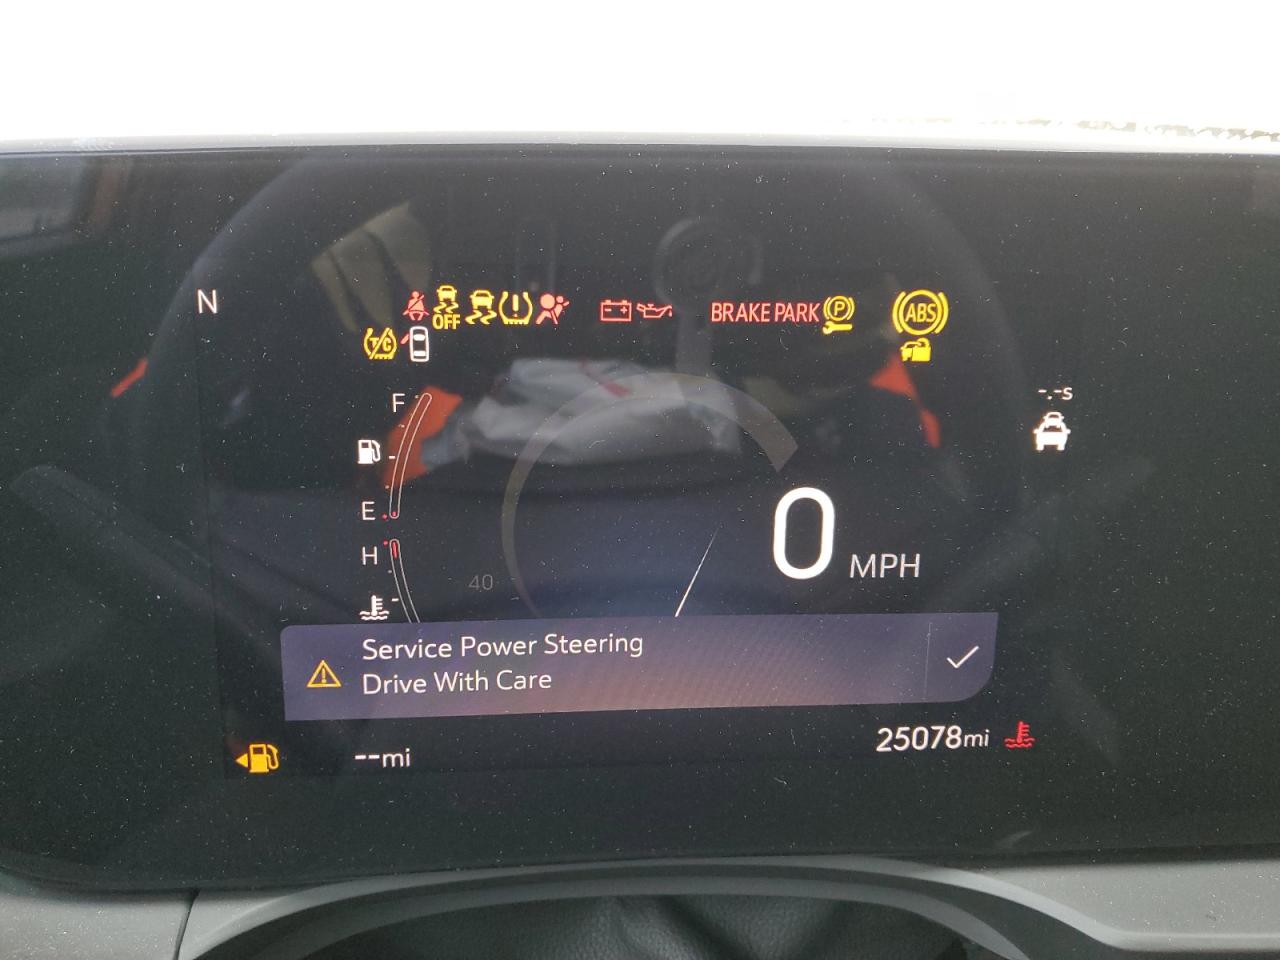 N
OFF
BRAKE PARK
P
ABS
T/C
F
-.-s
E
H
0 MPH
40
Service Power Steering
Drive With Care
25078mi
--mi